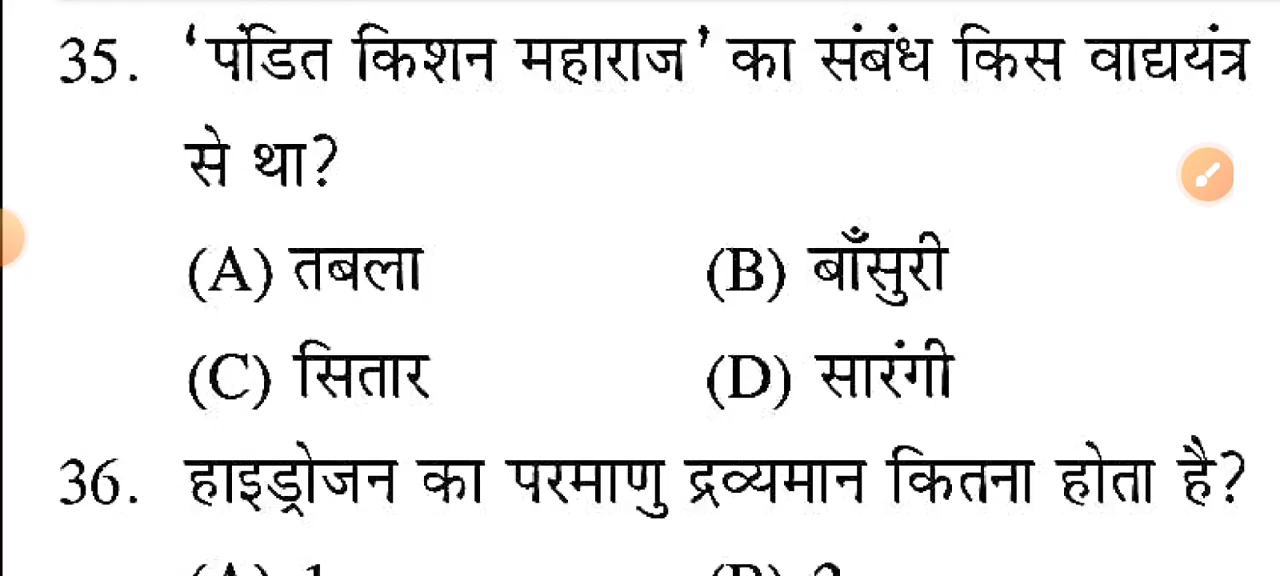 35. ‘पंडित किशन महाराज’ का संबंध किस वाद्ययंत्र
से था?
(A) तबला (B) बाँसुरी
(C) सितार (D) सारंगी
36. हाइड्रोजन का परमाणु द्रव्यमान कितना होता है?